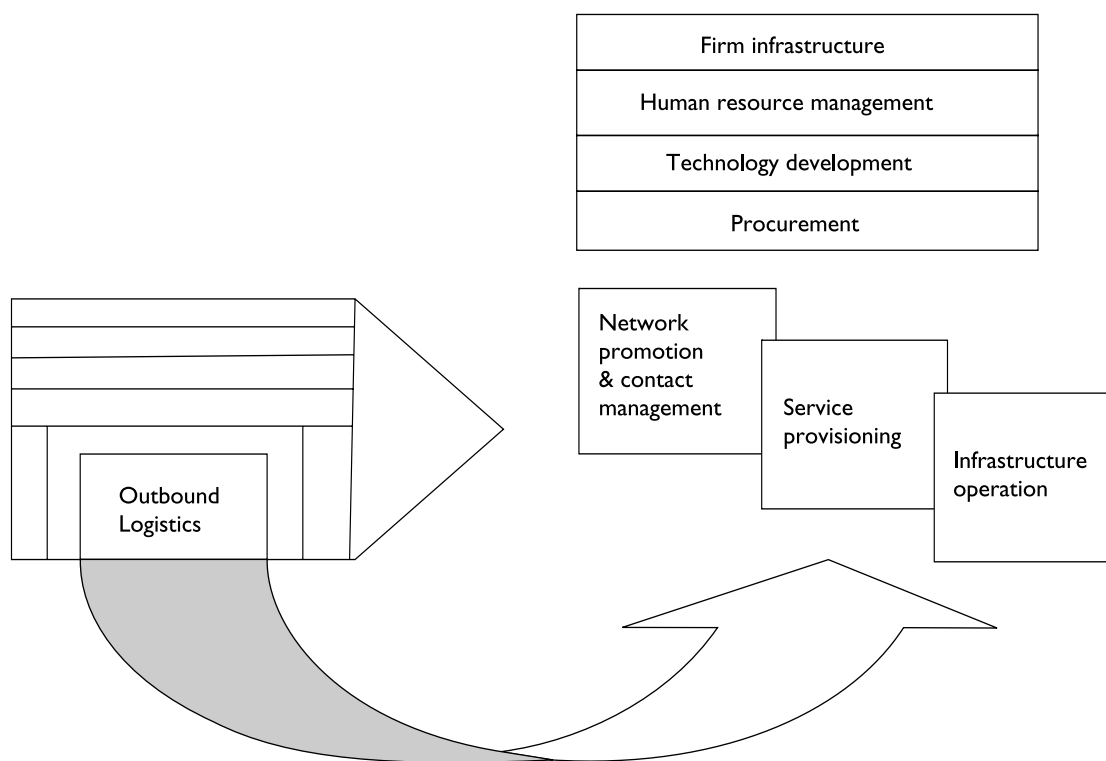 Firm infrastructure
Human resource management
Technology development
Procurement
Network
promotion
& contact
management
Service
provisioning
Infrastructure
operation
Outbound
Logistics